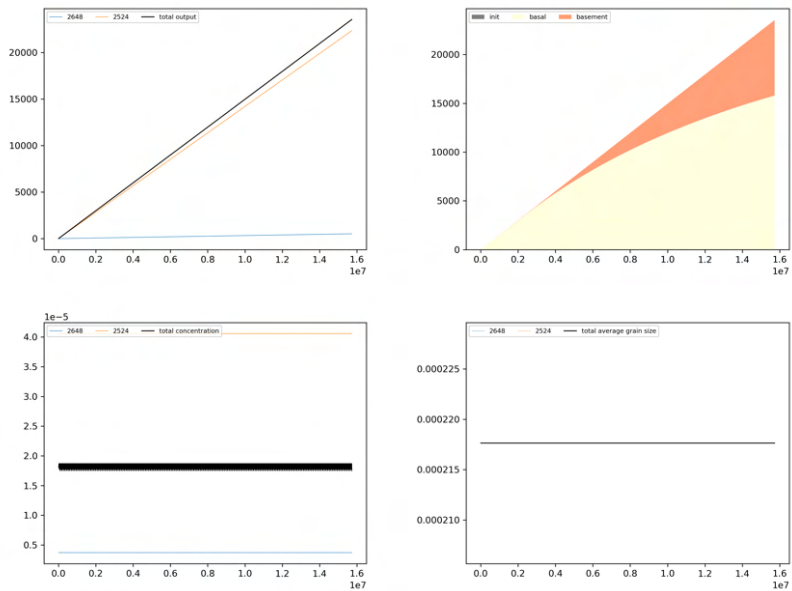 2648 2524 total output
20000
15000
10000
5000
0
0.0 0.2 0.4 0.6 0.8 1.0 1.2 1.4 1.6
1e7
init basal basement
20000
15000
10000
5000
0
0.0 0.2 0.4 0.6 0.8 1.0 1.2 1.4 1.6
1e7
1e−5
2648 2524 total concentration
4.0
3.5
3.0
2.5
2.0
1.5
1.0
0.5
0.0 0.2 0.4 0.6 0.8 1.0 1.2 1.4 1.6
1e7
2648 2524 total average grain size
0.000225
0.000220
0.000215
0.000210
0.0 0.2 0.4 0.6 0.8 1.0 1.2 1.4 1.6
1e7